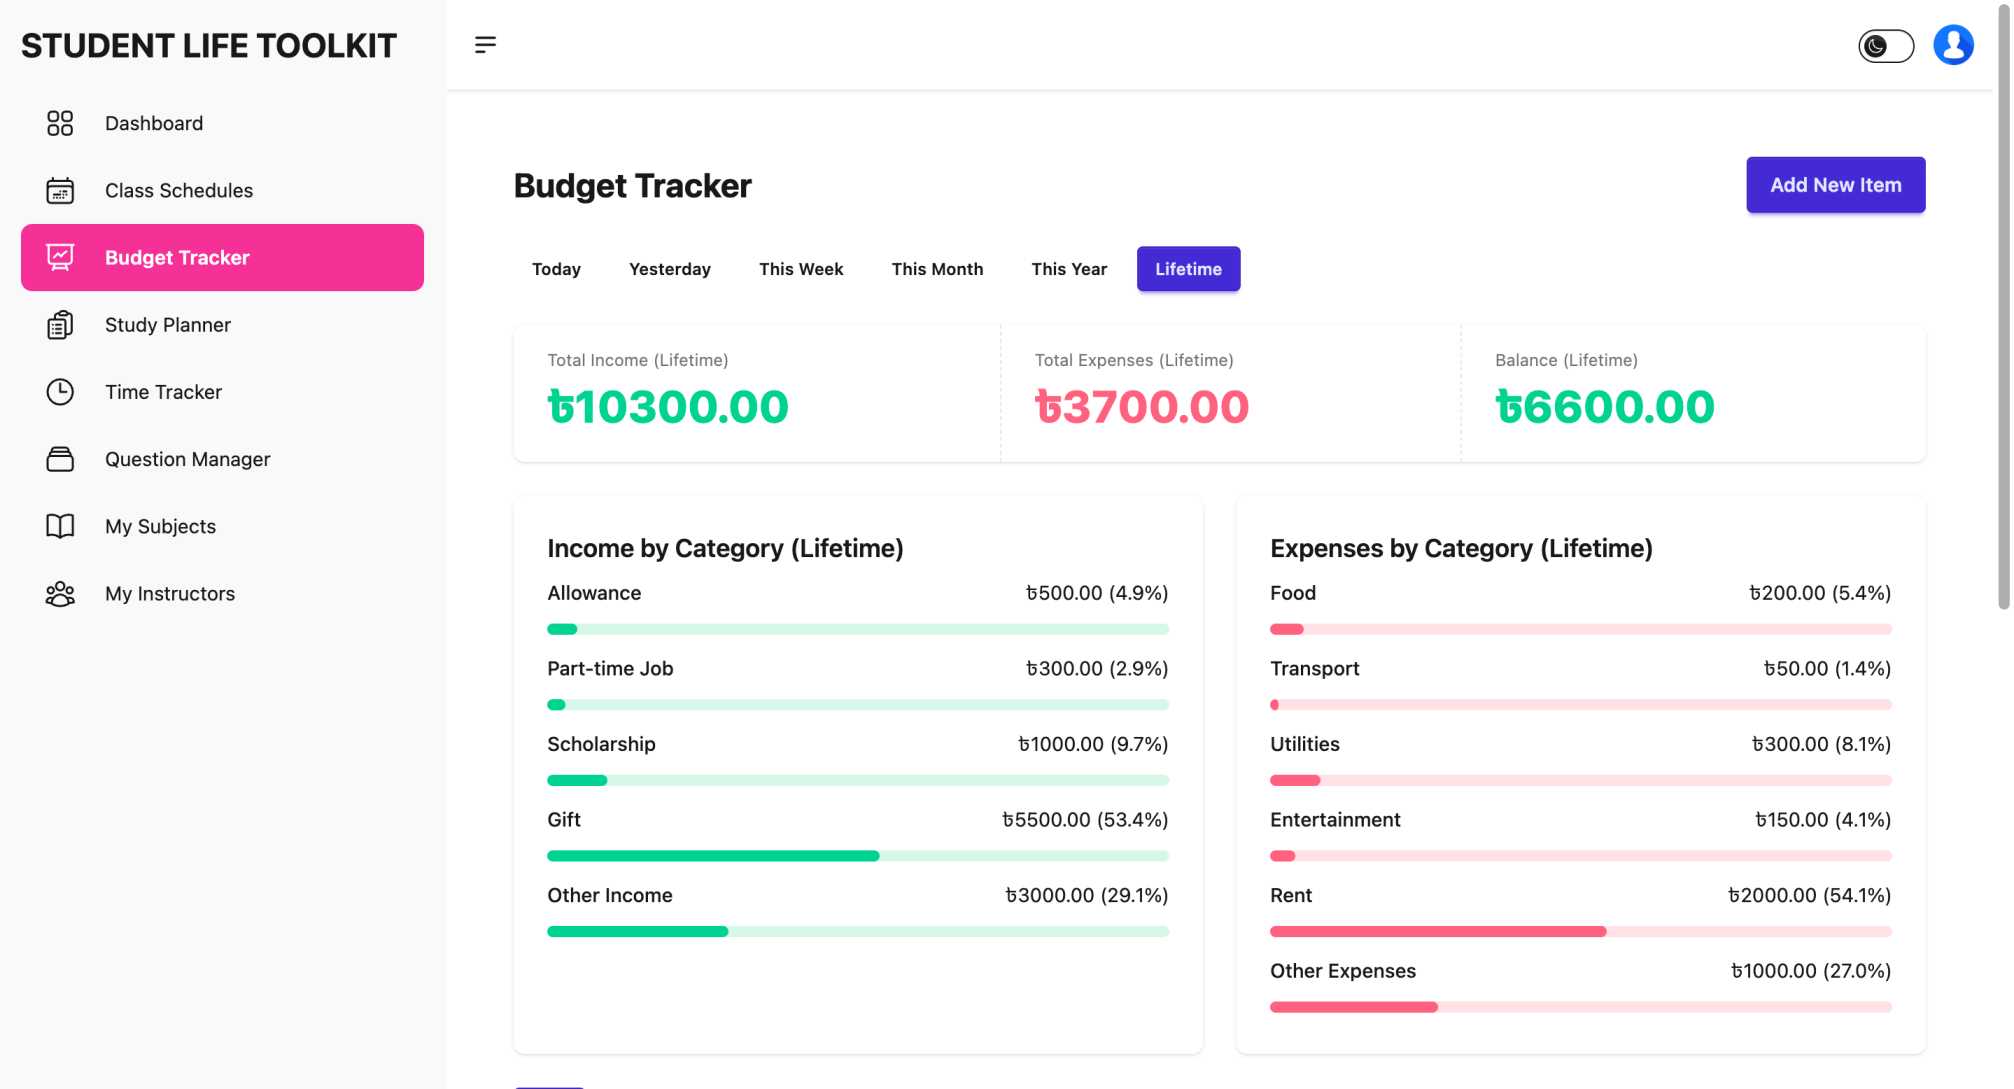 STUDENT LIFE TOOLKIT
Dashboard
Class Schedules
Budget Tracker
Study Planner
Time Tracker
Question Manager
My Subjects
My Instructors
Budget Tracker
Add New Item
Today Yesterday This Week This Month This Year Lifetime
Total Income (Lifetime)
৳10300.00
Total Expenses (Lifetime)
৳3700.00
Balance (Lifetime)
৳6600.00
Income by Category (Lifetime)
Allowance ৳500.00 (4.9%)
Part-time Job ৳300.00 (2.9%)
Scholarship ৳1000.00 (9.7%)
Gift ৳5500.00 (53.4%)
Other Income ৳3000.00 (29.1%)
Expenses by Category (Lifetime)
Food ৳200.00 (5.4%)
Transport ৳50.00 (1.4%)
Utilities ৳300.00 (8.1%)
Entertainment ৳150.00 (4.1%)
Rent ৳2000.00 (54.1%)
Other Expenses ৳1000.00 (27.0%)